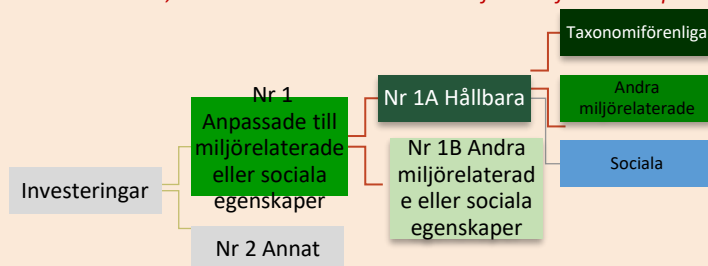 Taxonomiförenliga
Nr 1
Anpassade till
miljörelaterade
eller sociala
egenskaper
Nr 1A Hållbara
Andra
miljörelaterade
Nr 1B Andra
miljörelaterad
e eller sociala
egenskaper
Sociala
Investeringar
Nr 2 Annat